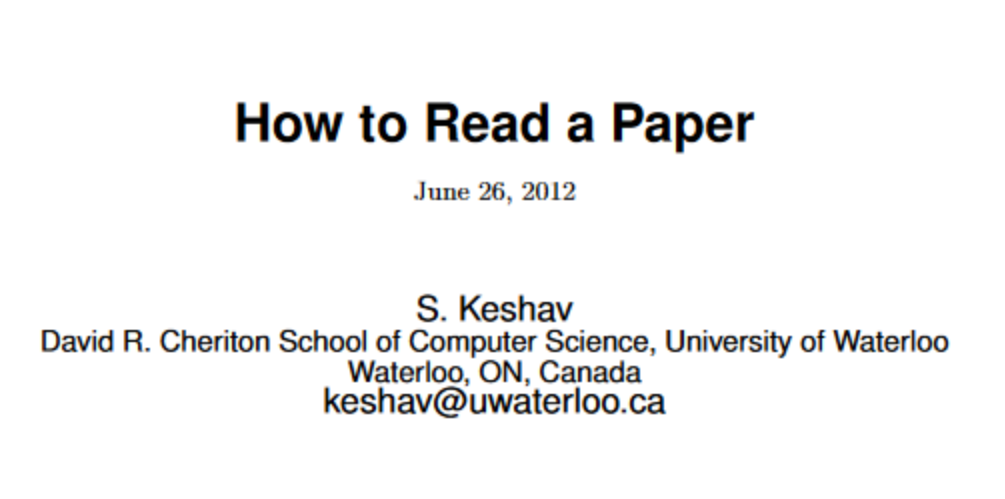 How to Read a Paper
June 26, 2012
S. Keshav
David R. Cheriton School of Computer Science, University of Waterloo
Waterloo, ON, Canada
keshav@uwaterloo.ca